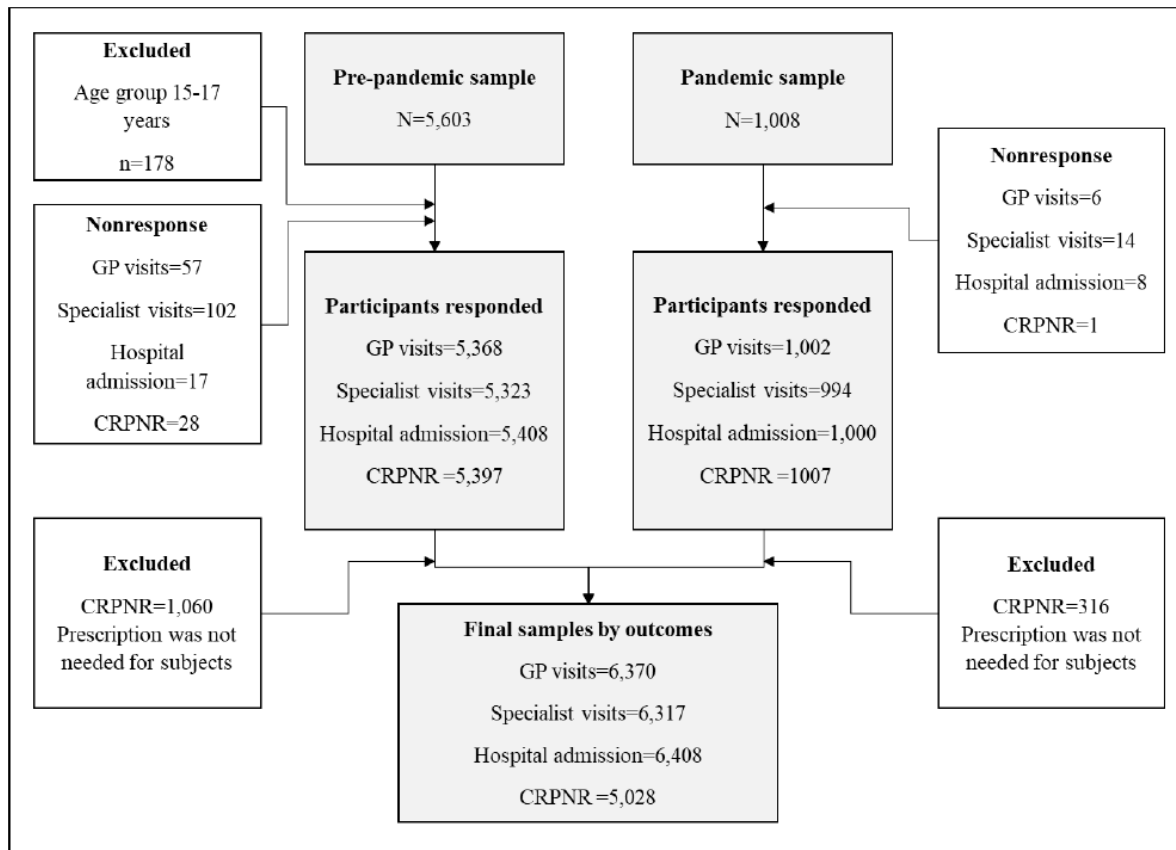 Excluded
Age group 15-17
years
n=178
Pre-pandemic sample
N=5,603
Pandemic sample
N=1,008
Nonresponse
GP visits=57
Specialist visits=102
Hospital
admission=17
CRPNR=28
Nonresponse
GP visits=6
Specialist visits=14
Hospital admission=8
CRPNR=1
Participants responded
GP visits=5,368
Specialist visits=5,323
Hospital admission=5,408
CRPNR =5,397
Participants responded
GP visits=1,002
Specialist visits=994
Hospital admission=1,000
CRPNR =1007
Excluded
CRPNR=1,060
Prescription was not
needed for subjects
Excluded
CRPNR=316
Prescription was not
needed for subjects
Final samples by outcomes
GP visits=6,370
Specialist visits=6,317
Hospital admission=6,408
CRPNR =5,028